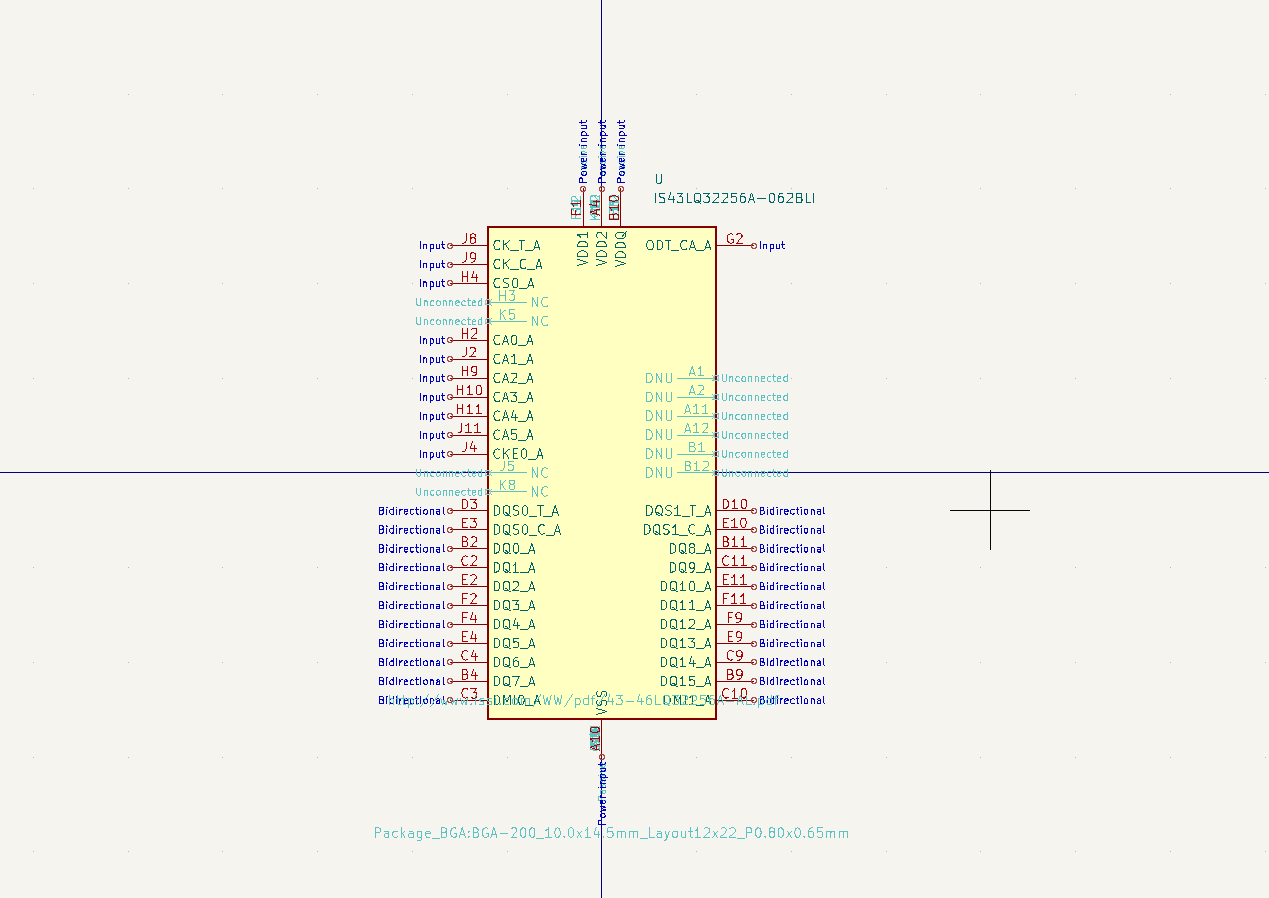 Power input Power input Power input
U
IS43LQ32256A-062BLI
F1 A4 B10
VDD1 VDD2 VDDQ
Input J8 CK_T_A ODT_CA_A G2 Input
Input J9 CK_C_A
Input H4 CS0_A
Unconnected H3 NC
Unconnected K5 NC
Input H2 CA0_A
Input J2 CA1_A
Input H9 CA2_A DNU A1 Unconnected
Input H10 CA3_A DNU A2 Unconnected
Input H11 CA4_A DNU A11 Unconnected
Input J11 CA5_A DNU A12 Unconnected
Input J4 CKE0_A DNU B1 Unconnected
Unconnected J5 NC DNU B12 Unconnected
Unconnected K8 NC
Bidirectional D3 DQS0_T_A DQS1_T_A D10 Bidirectional
Bidirectional E3 DQS0_C_A DQS1_C_A E10 Bidirectional
Bidirectional B2 DQ0_A DQ8_A B11 Bidirectional
Bidirectional C2 DQ1_A DQ9_A C11 Bidirectional
Bidirectional E2 DQ2_A DQ10_A E11 Bidirectional
Bidirectional F2 DQ3_A DQ11_A F11 Bidirectional
Bidirectional F4 DQ4_A DQ12_A F9 Bidirectional
Bidirectional E4 DQ5_A DQ13_A E9 Bidirectional
Bidirectional C4 DQ6_A DQ14_A C9 Bidirectional
Bidirectional B4 DQ7_A DQ15_A B9 Bidirectional
Bidirectional C3 DMI0_A DMI1_A C10 Bidirectional
VSS
A10
Power input
Package_BGA:BGA-200_10.0x14.5mm_Layout12x22_P0.80x0.65mm